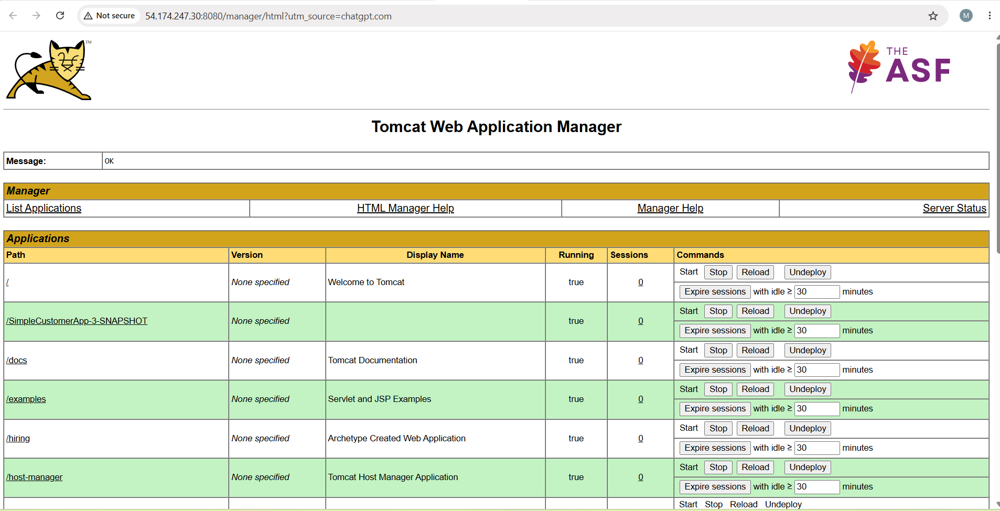 Not secure 54.174.247.30:8080/manager/html?utm_source=chatgpt.com M
TM
THE
ASF
Tomcat Web Application Manager
Message: OK
Manager
List Applications HTML Manager Help Manager Help Server Status
Applications
Path Version Display Name Running Sessions Commands
/ None specified Welcome to Tomcat true 0 Start Stop Reload Undeploy
Expire sessions with idle ≥ 30 minutes
/SimpleCustomerApp-3-SNAPSHOT None specified true 0 Start Stop Reload Undeploy
Expire sessions with idle ≥ 30 minutes
/docs None specified Tomcat Documentation true 0 Start Stop Reload Undeploy
Expire sessions with idle ≥ 30 minutes
/examples None specified Servlet and JSP Examples true 0 Start Stop Reload Undeploy
Expire sessions with idle ≥ 30 minutes
/hiring None specified Archetype Created Web Application true 0 Start Stop Reload Undeploy
Expire sessions with idle ≥ 30 minutes
/host-manager None specified Tomcat Host Manager Application true 0 Start Stop Reload Undeploy
Expire sessions with idle ≥ 30 minutes
Start Stop Reload Undeploy